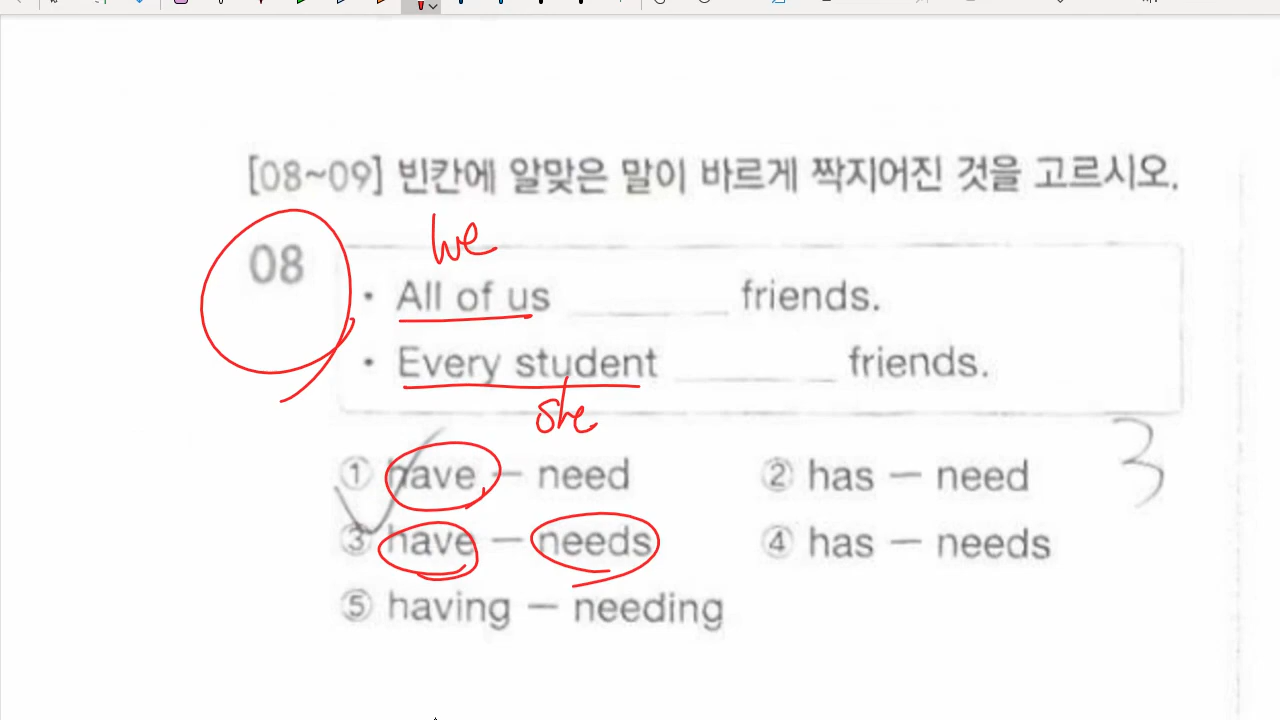 [08~09] 빈칸에 알맞은 말이 바르게 짝지어진 것을 고르시오.
we
08
• All of us ______ friends.
• Every student ______ friends.
she
① have — need ② has — need 3
③ have — needs ④ has — needs
⑤ having — needing